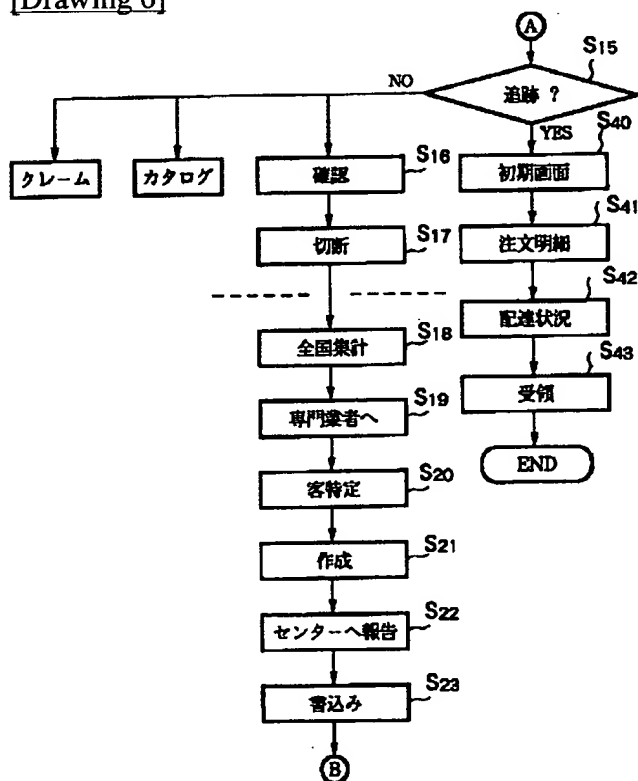 [Drawing 6]
A
S15
追跡 ?
NO
YES
クレーム
カタログ
確認
S16
初期画面
S40
切断
S17
注文明細
S41
配達状況
S42
全国集計
S18
受領
S43
専門業者へ
S19
END
客特定
S20
作成
S21
センターへ報告
S22
書込み
S23
B